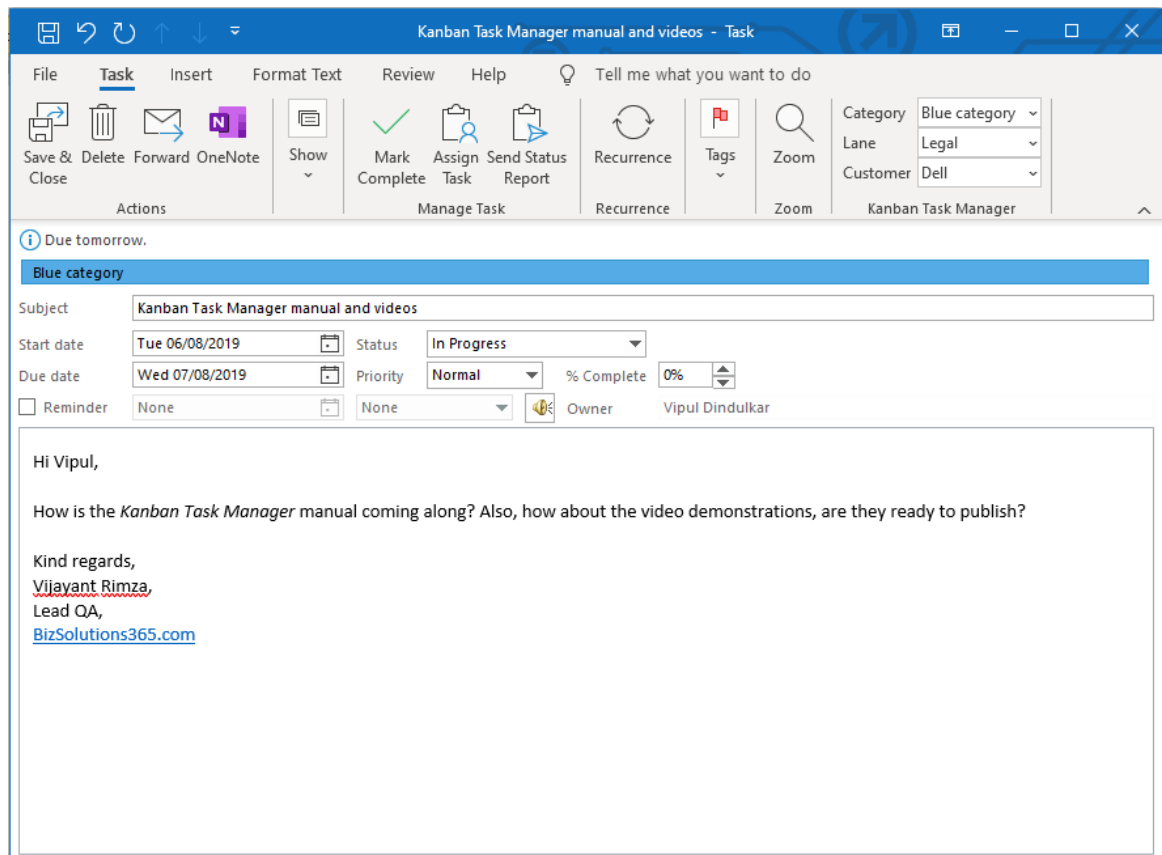 Kanban Task Manager manual and videos - Task
File Task Insert Format Text Review Help Tell me what you want to do
Save & Close Delete Forward OneNote Show Mark Complete Assign Task Send Status Report Recurrence Tags Zoom
Category Blue category
Lane Legal
Customer Dell
Actions Manage Task Recurrence Zoom Kanban Task Manager
Due tomorrow.
Blue category
Subject Kanban Task Manager manual and videos
Start date Tue 06/08/2019 Status In Progress
Due date Wed 07/08/2019 Priority Normal % Complete 0%
Reminder None None Owner Vipul Dindulkar
Hi Vipul,
How is the Kanban Task Manager manual coming along? Also, how about the video demonstrations, are they ready to publish?
Kind regards,
Vijayant Rimza,
Lead QA,
BizSolutions365.com